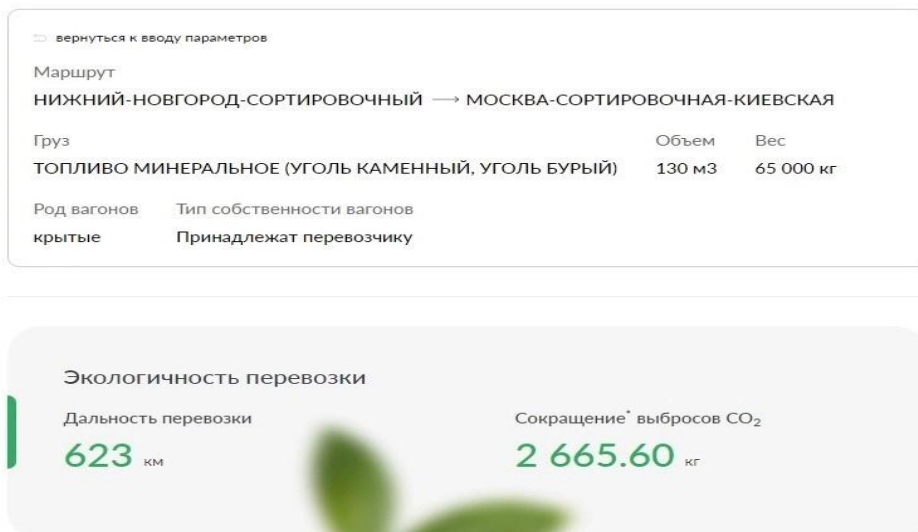 вернуться к вводу параметров
Маршрут
НИЖНИЙ-НОВГОРОД-СОРТИРОВОЧНЫЙ → МОСКВА-СОРТИРОВОЧНАЯ-КИЕВСКАЯ
Груз Объем Вес
ТОПЛИВО МИНЕРАЛЬНОЕ (УГОЛЬ КАМЕННЫЙ, УГОЛЬ БУРЫЙ) 130 м3 65 000 кг
Род вагонов Тип собственности вагонов
крытые Принадлежат перевозчику
Экологичность перевозки
Дальность перевозки Сокращение* выбросов CO₂
623 км 2 665.60 кг